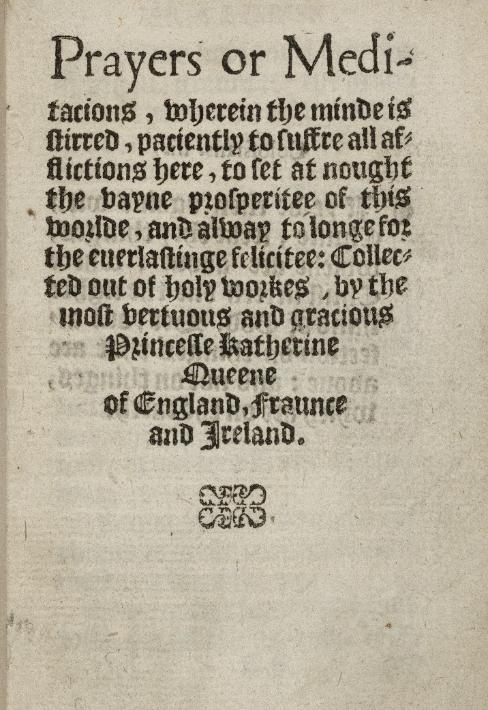 Prayers or Medi-
tacions, wherein the minde is
stirred, paciently to suffre all af-
flictions here, to set at nought
the vayne prosperitee of this
worlde, and alway to longe for
the euerlastinge felicitee: Collec-
ted out of holy workes, by the
most vertuous and gracious
Princesse Katherine
Queene
of England, Fraunce
and Ireland.